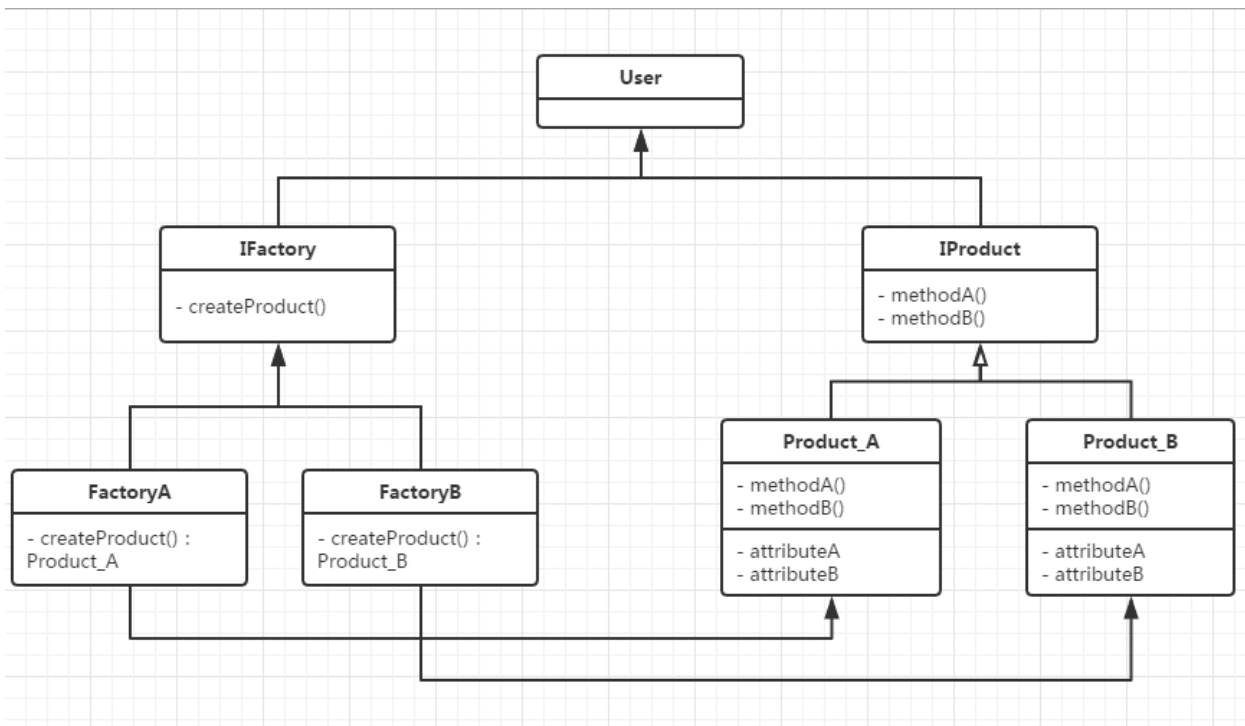 User
IFactory
- createProduct()
IProduct
- methodA()
- methodB()
FactoryA
- createProduct() :
Product_A
FactoryB
- createProduct() :
Product_B
Product_A
- methodA()
- methodB()
- attributeA
- attributeB
Product_B
- methodA()
- methodB()
- attributeA
- attributeB